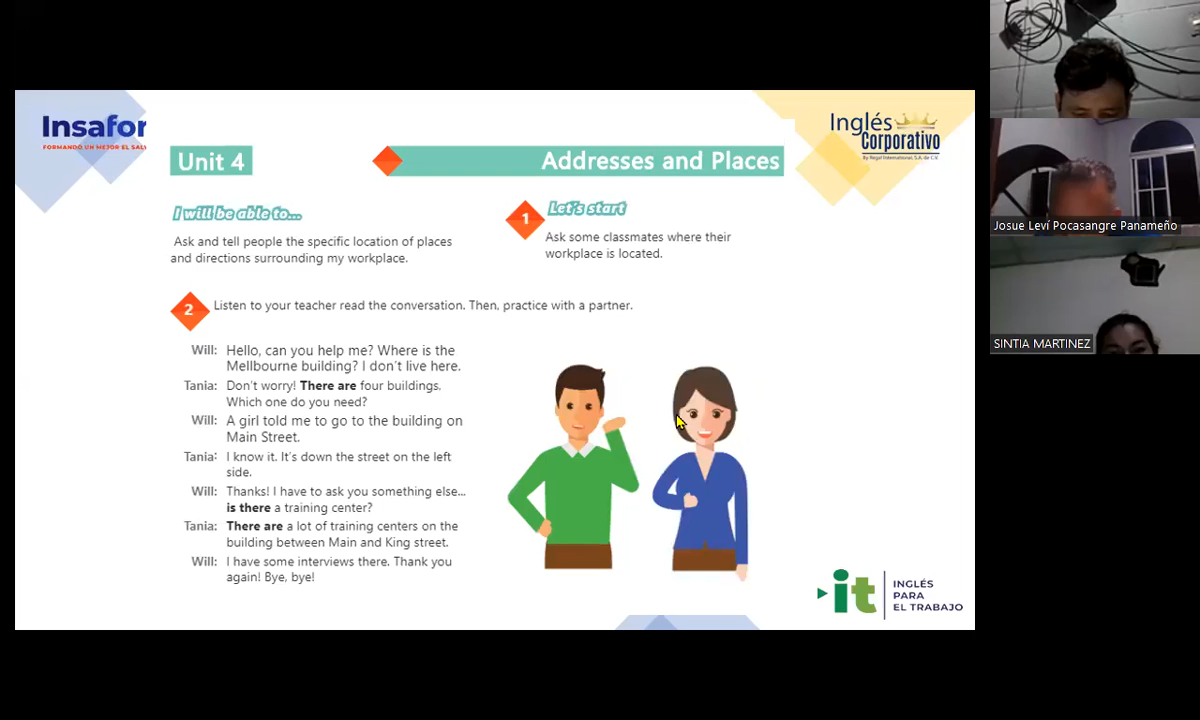 Insafor
FORMANDO UN MEJOR EL SAL
Inglés
Corporativo
By Regal International, S.A. de C.V.
Unit 4
Addresses and Places
I will be able to...
Ask and tell people the specific location of places
and directions surrounding my workplace.
1
Let's start
Ask some classmates where their
workplace is located.
2
Listen to your teacher read the conversation. Then, practice with a partner.
Will: Hello, can you help me? Where is the
Mellbourne building? I don't live here.
Tania: Don't worry! There are four buildings.
Which one do you need?
Will: A girl told me to go to the building on
Main Street.
Tania: I know it. It's down the street on the left
side.
Will: Thanks! I have to ask you something else...
is there a training center?
Tania: There are a lot of training centers on the
building between Main and King street.
Will: I have some interviews there. Thank you
again! Bye, bye!
it
INGLÉS
PARA
EL TRABAJO
Josue Leví Pocasangre Panameño
SINTIA MARTINEZ